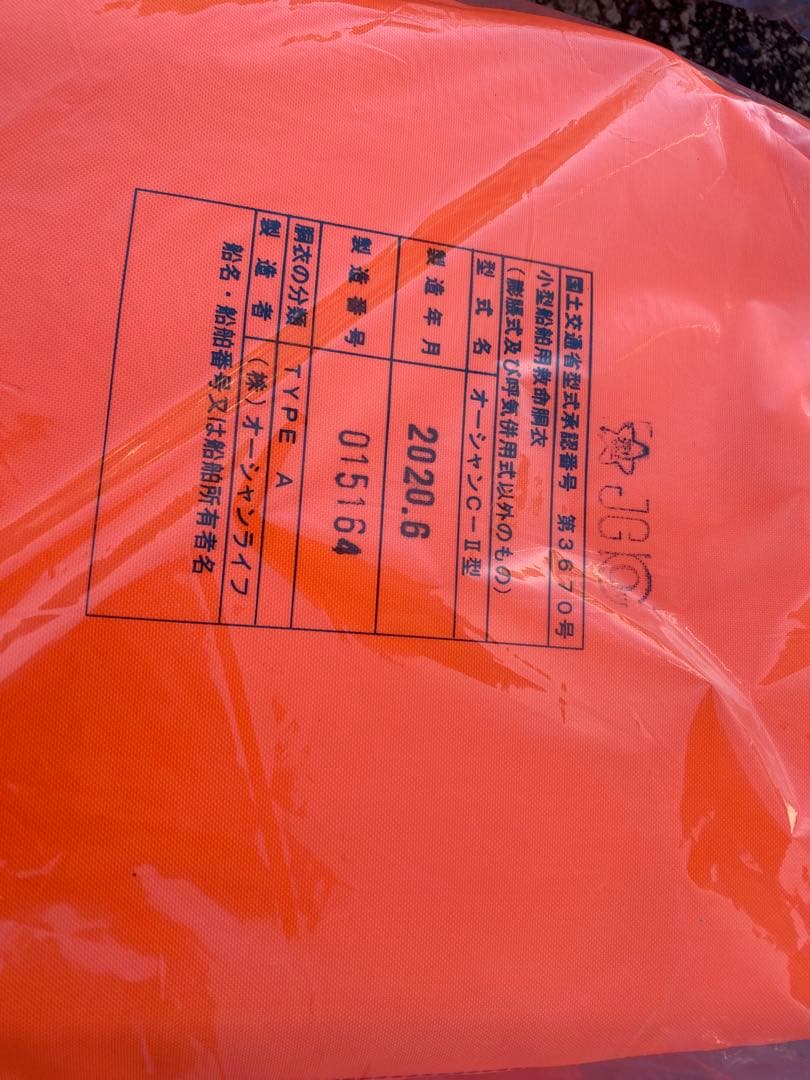 JG
国土交通省型式承認番号 第3670号
小型船舶用救命胴衣
(膨脹式及び呼気併用式以外のもの)
型式名 オーシャンC-Ⅱ型
製造年月 2020.6
製造番号 015164
胴衣の分類 TYPE A
製造者 (株)オーシャンライフ
船名・船舶番号又は船舶所有者名